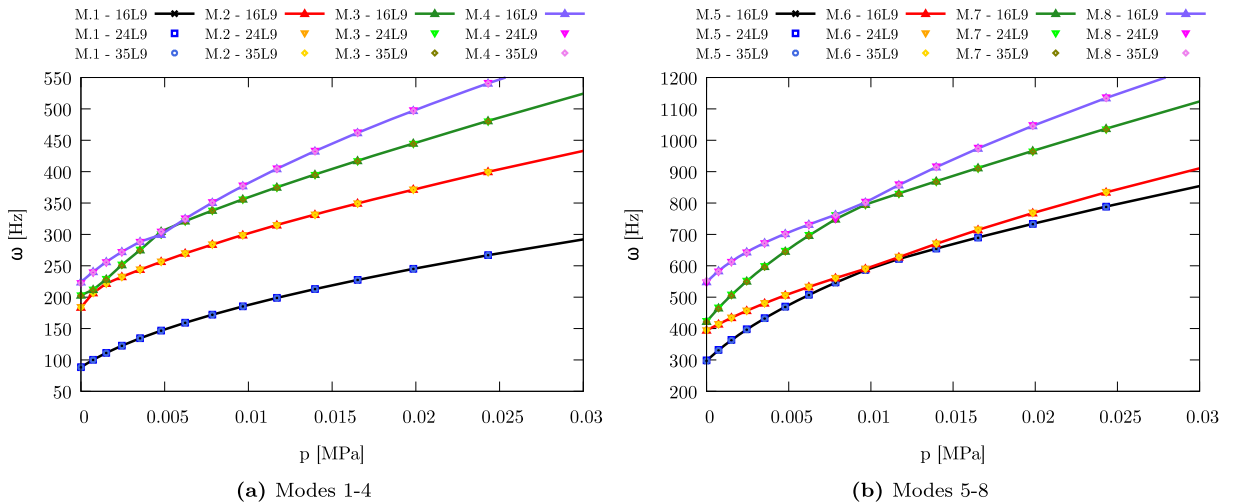 M.1 - 16L9 M.2 - 16L9 M.3 - 16L9 M.4 - 16L9
M.1 - 24L9 M.2 - 24L9 M.3 - 24L9 M.4 - 24L9
M.1 - 35L9 M.2 - 35L9 M.3 - 35L9 M.4 - 35L9
550
500
450
400
350
300
250
200
150
100
50
ω [Hz]
0 0.005 0.01 0.015 0.02 0.025 0.03
p [MPa]
(a) Modes 1-4
M.5 - 16L9 M.6 - 16L9 M.7 - 16L9 M.8 - 16L9
M.5 - 24L9 M.6 - 24L9 M.7 - 24L9 M.8 - 24L9
M.5 - 35L9 M.6 - 35L9 M.7 - 35L9 M.8 - 35L9
1200
1100
1000
900
800
700
600
500
400
300
200
ω [Hz]
0 0.005 0.01 0.015 0.02 0.025 0.03
p [MPa]
(b) Modes 5-8